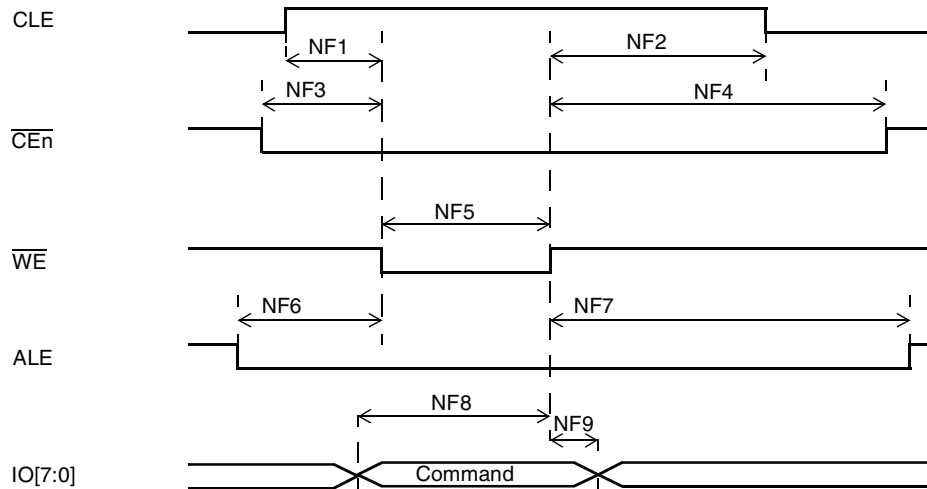 CLE
NF1
NF2
NF3
NF4
CEn
NF5
WE
NF6
NF7
ALE
NF8
NF9
IO[7:0]
Command